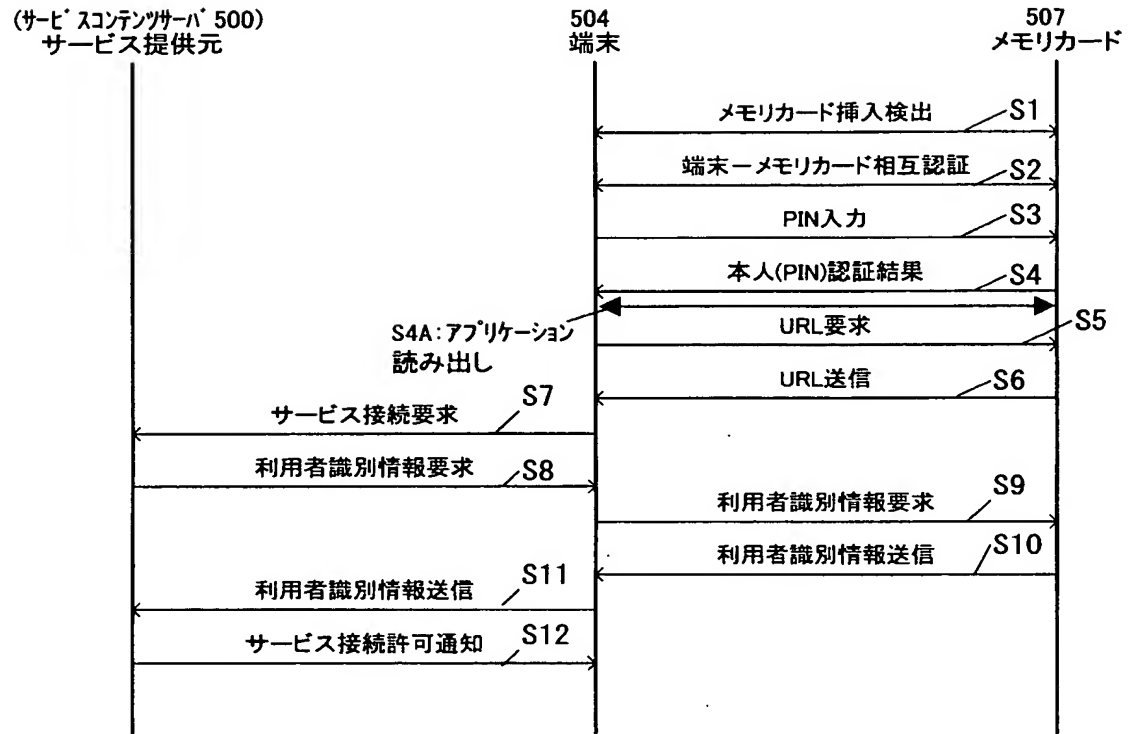 (サービスコンテンツサーバ500)
サービス提供元
504
端末
507
メモリカード
メモリカード挿入検出
S1
端末－メモリカード相互認証
S2
PIN入力
S3
本人(PIN)認証結果
S4
S4A:アプリケーション
読み出し
URL要求
S5
URL送信
S6
サービス接続要求
S7
利用者識別情報要求
S8
利用者識別情報要求
S9
利用者識別情報送信
S10
利用者識別情報送信
S11
サービス接続許可通知
S12